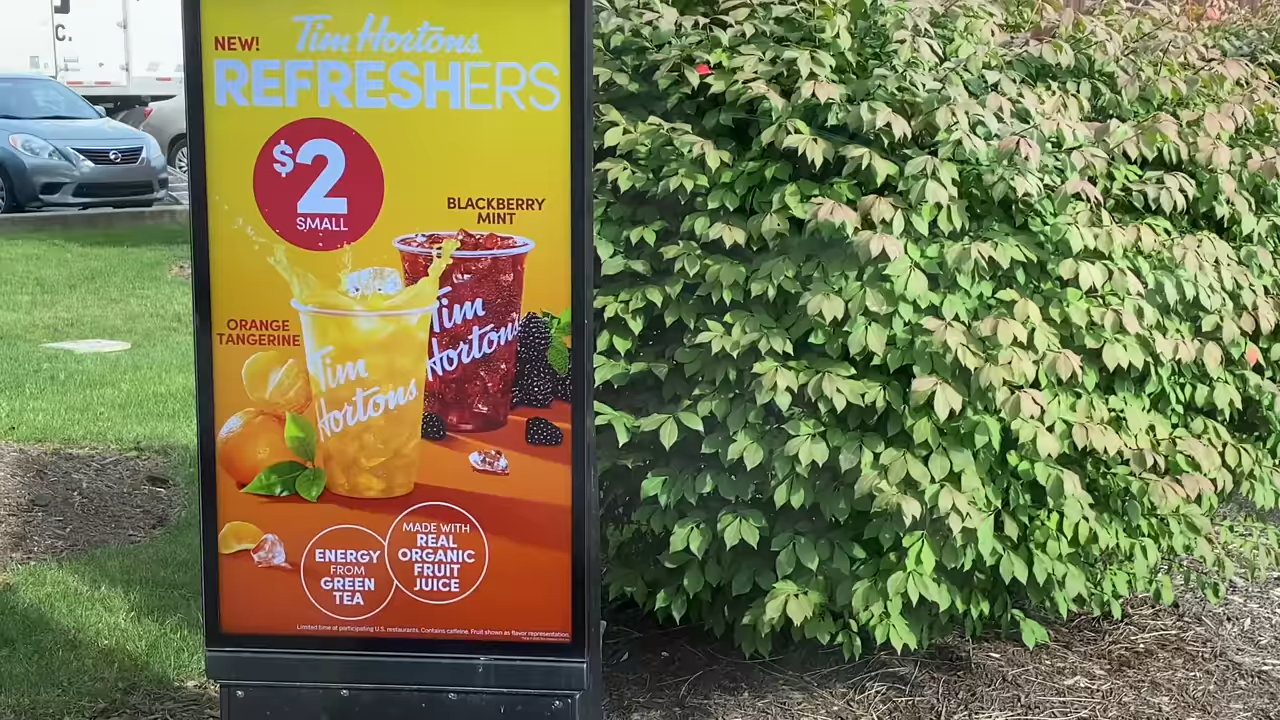 C.
NEW!
Tim Hortons
REFRESHERS
$2
SMALL
BLACKBERRY
MINT
ORANGE
TANGERINE
Tim
Hortons
Tim
Hortons
ENERGY
FROM
GREEN
TEA
MADE WITH
REAL
ORGANIC
FRUIT
JUICE
Limited time at participating U.S. restaurants. Contains caffeine. Fruit shown as flavor representation.